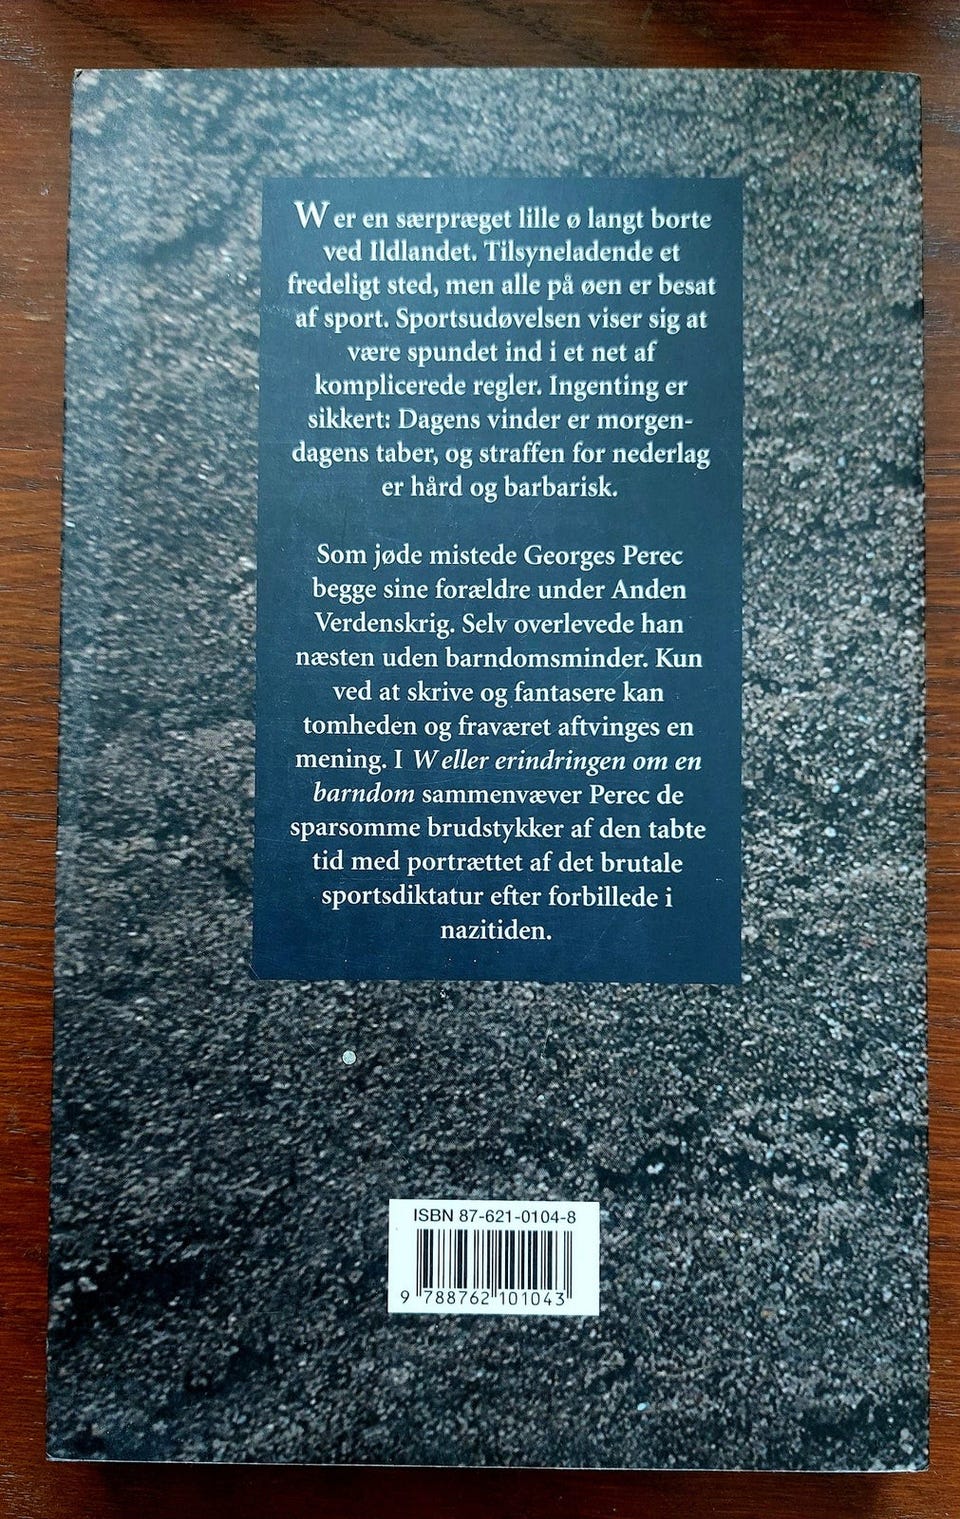 W er en særpræget lille ø langt borte
ved Ildlandet. Tilsyneladende et
fredeligt sted, men alle på øen er besat
af sport. Sportsudøvelsen viser sig at
være spundet ind i et net af
komplicerede regler. Ingenting er
sikkert: Dagens vinder er morgen-
dagens taber, og straffen for nederlag
er hård og barbarisk.
Som jøde mistede Georges Perec
begge sine forældre under Anden
Verdenskrig. Selv overlevede han
næsten uden barndomsminder. Kun
ved at skrive og fantasere kan
tomheden og fraværet aftvinges en
mening. I W eller erindringen om en
barndom sammenvæver Perec de
sparsomme brudstykker af den tabte
tid med portrættet af det brutale
sportsdiktatur efter forbillede i
nazitiden.
ISBN 87-621-0104-8
9 788762 101043